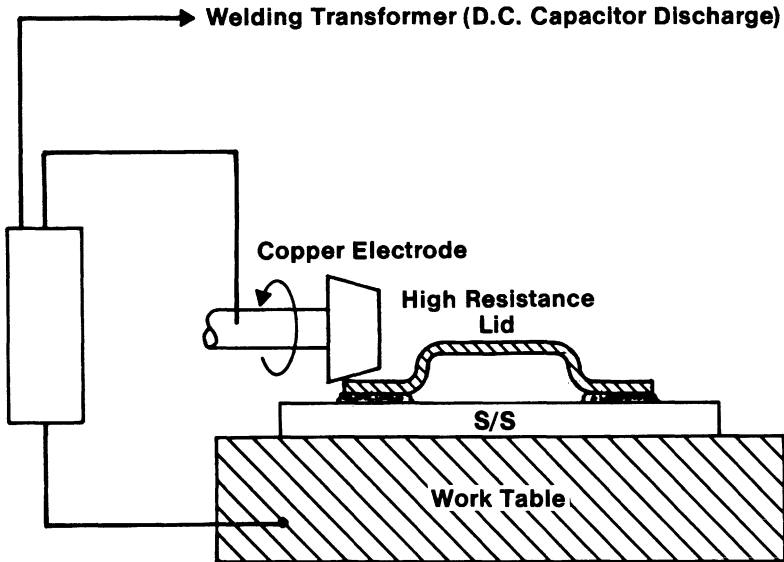 Welding Transformer (D.C. Capacitor Discharge)
Copper Electrode
High Resistance
Lid
S/S
Work Table